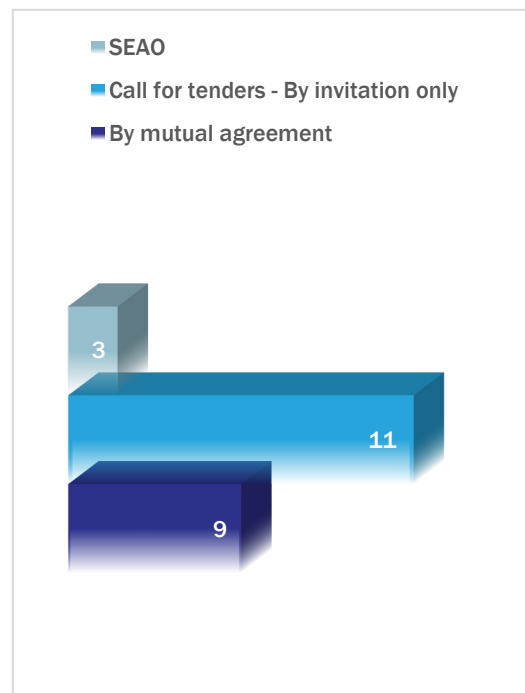 SEAO
Call for tenders - By invitation only
By mutual agreement
3
11
9